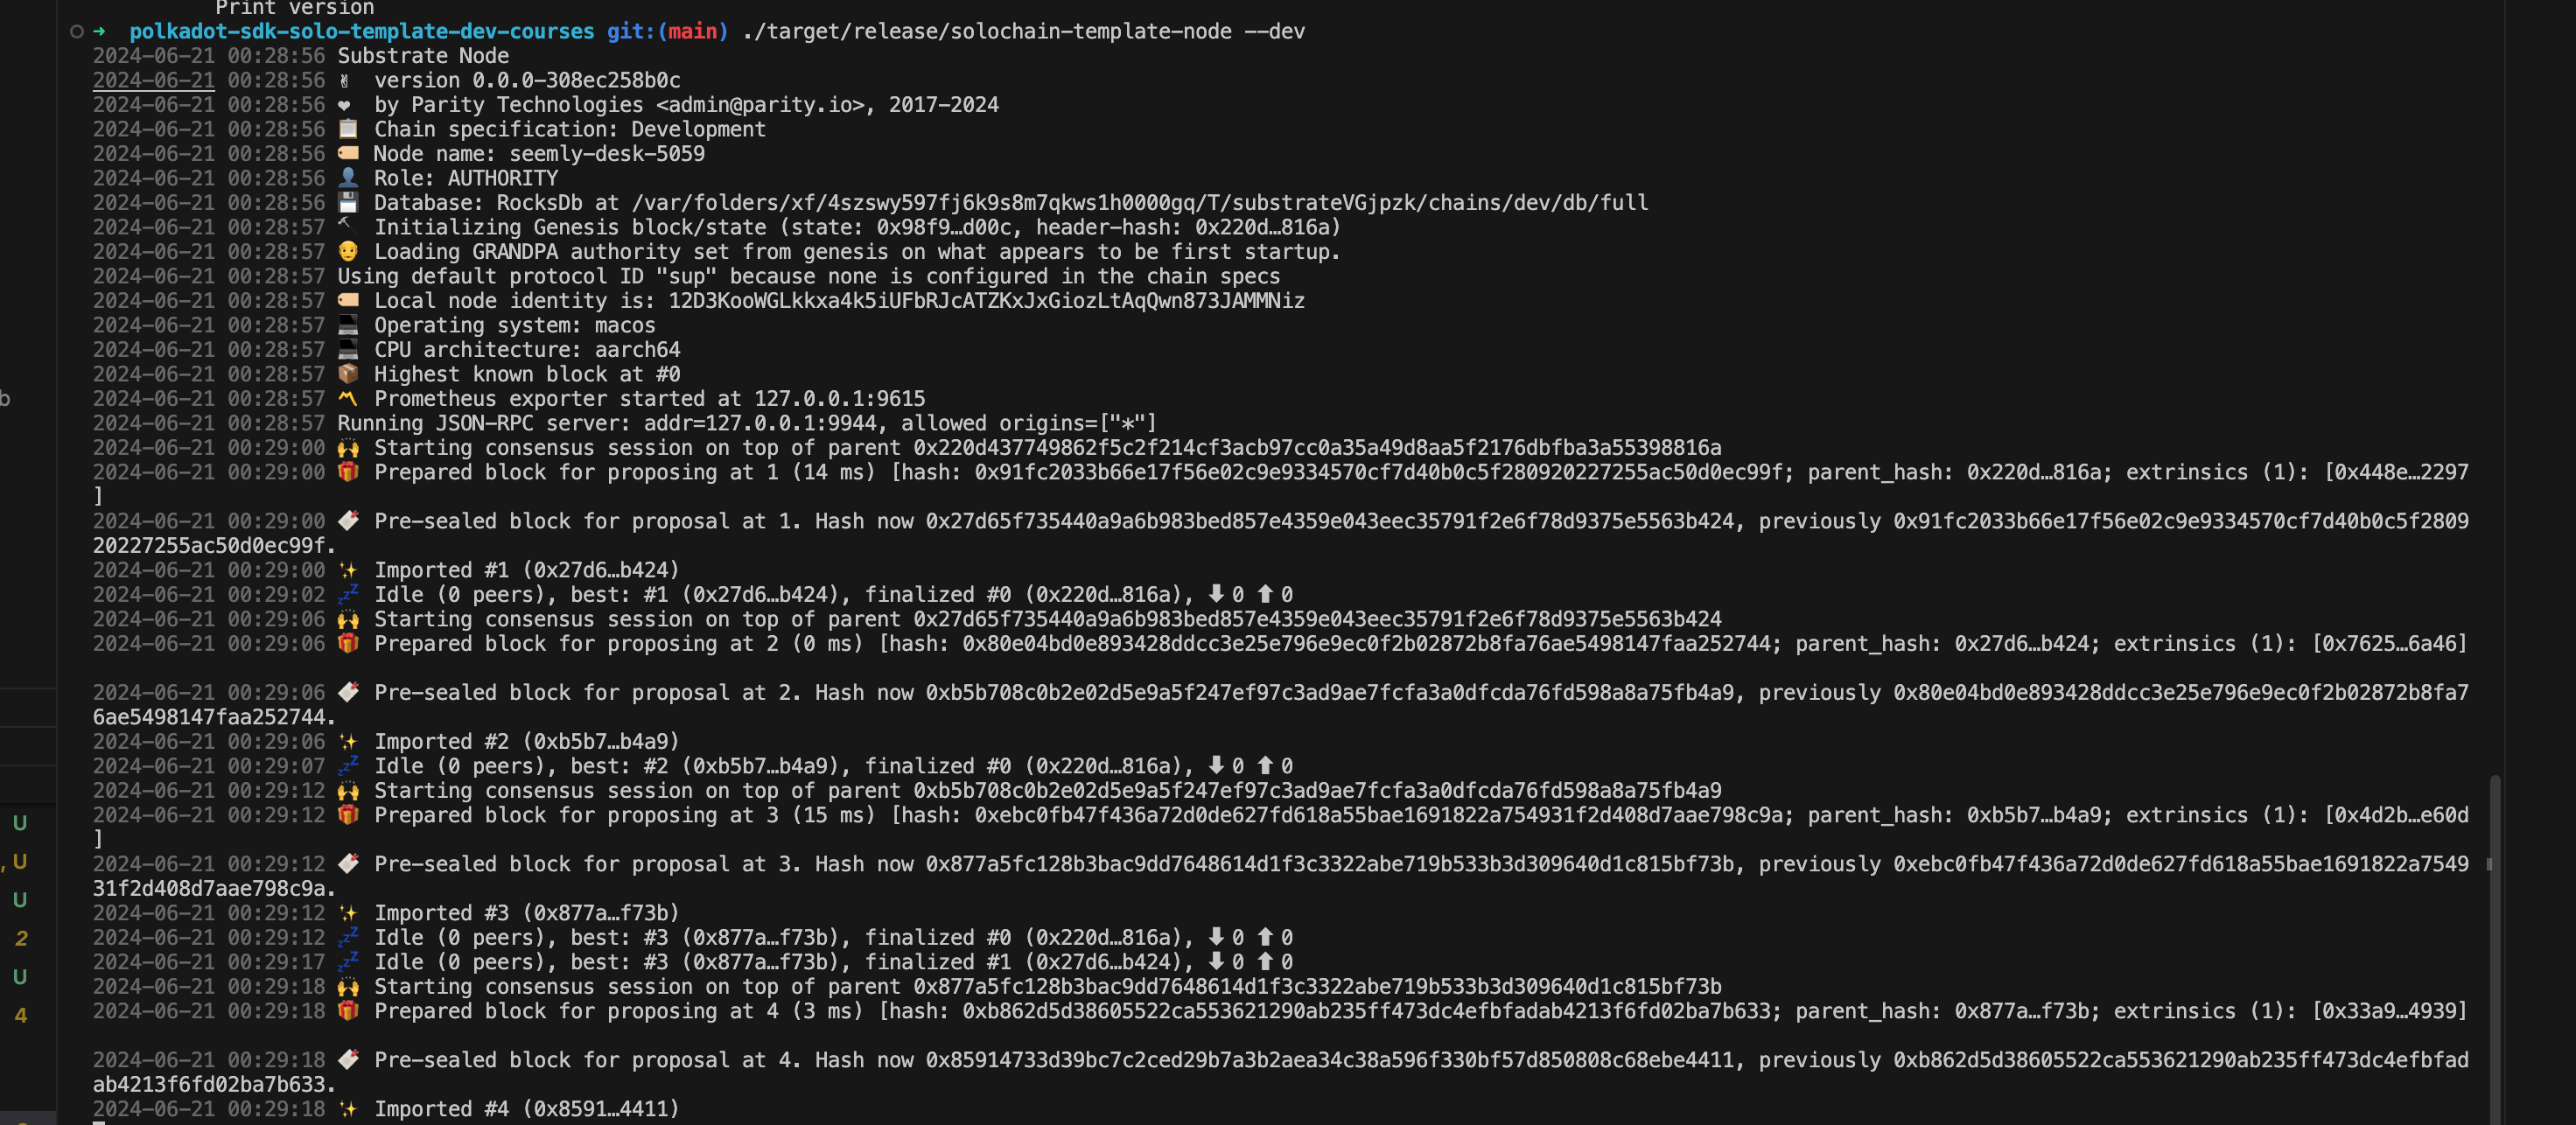 Print version
➜ polkadot-sdk-solo-template-dev-courses git:(main) ./target/release/solochain-template-node --dev
2024-06-21 00:28:56 Substrate Node
2024-06-21 00:28:56 ✌️ version 0.0.0-308ec258b0c
2024-06-21 00:28:56 ❤️ by Parity Technologies <admin@parity.io>, 2017-2024
2024-06-21 00:28:56 📋 Chain specification: Development
2024-06-21 00:28:56 🏷 Node name: seemly-desk-5059
2024-06-21 00:28:56 👤 Role: AUTHORITY
2024-06-21 00:28:56 💾 Database: RocksDb at /var/folders/xf/4szswy597fj6k9s8m7qkws1h0000gq/T/substrateVGjpzk/chains/dev/db/full
2024-06-21 00:28:57 🔨 Initializing Genesis block/state (state: 0x98f9…d00c, header-hash: 0x220d…816a)
2024-06-21 00:28:57 👴 Loading GRANDPA authority set from genesis on what appears to be first startup.
2024-06-21 00:28:57 Using default protocol ID "sup" because none is configured in the chain specs
2024-06-21 00:28:57 🏷 Local node identity is: 12D3KooWGLkkxa4k5iUFbRJcATZKxJxGiozLtAqQwn873JAMMNiz
2024-06-21 00:28:57 💻 Operating system: macos
2024-06-21 00:28:57 💻 CPU architecture: aarch64
2024-06-21 00:28:57 📦 Highest known block at #0
2024-06-21 00:28:57 〽️ Prometheus exporter started at 127.0.0.1:9615
2024-06-21 00:28:57 Running JSON-RPC server: addr=127.0.0.1:9944, allowed origins=["*"]
2024-06-21 00:29:00 🙌 Starting consensus session on top of parent 0x220d437749862f5c2f214cf3acb97cc0a35a49d8aa5f2176dbfba3a55398816a
2024-06-21 00:29:00 🎁 Prepared block for proposing at 1 (14 ms) [hash: 0x91fc2033b66e17f56e02c9e9334570cf7d40b0c5f280920227255ac50d0ec99f; parent_hash: 0x220d…816a; extrinsics (1): [0x448e…2297
]
2024-06-21 00:29:00 🔖 Pre-sealed block for proposal at 1. Hash now 0x27d65f735440a9a6b983bed857e4359e043eec35791f2e6f78d9375e5563b424, previously 0x91fc2033b66e17f56e02c9e9334570cf7d40b0c5f2809
20227255ac50d0ec99f.
2024-06-21 00:29:00 ✨ Imported #1 (0x27d6…b424)
2024-06-21 00:29:02 💤 Idle (0 peers), best: #1 (0x27d6…b424), finalized #0 (0x220d…816a), ⬇ 0 ⬆ 0
2024-06-21 00:29:06 🙌 Starting consensus session on top of parent 0x27d65f735440a9a6b983bed857e4359e043eec35791f2e6f78d9375e5563b424
2024-06-21 00:29:06 🎁 Prepared block for proposing at 2 (0 ms) [hash: 0x80e04bd0e893428ddcc3e25e796e9ec0f2b02872b8fa76ae5498147faa252744; parent_hash: 0x27d6…b424; extrinsics (1): [0x7625…6a46]
2024-06-21 00:29:06 🔖 Pre-sealed block for proposal at 2. Hash now 0xb5b708c0b2e02d5e9a5f247ef97c3ad9ae7fcfa3a0dfcda76fd598a8a75fb4a9, previously 0x80e04bd0e893428ddcc3e25e796e9ec0f2b02872b8fa7
6ae5498147faa252744.
2024-06-21 00:29:06 ✨ Imported #2 (0xb5b7…b4a9)
2024-06-21 00:29:07 💤 Idle (0 peers), best: #2 (0xb5b7…b4a9), finalized #0 (0x220d…816a), ⬇ 0 ⬆ 0
2024-06-21 00:29:12 🙌 Starting consensus session on top of parent 0xb5b708c0b2e02d5e9a5f247ef97c3ad9ae7fcfa3a0dfcda76fd598a8a75fb4a9
2024-06-21 00:29:12 🎁 Prepared block for proposing at 3 (15 ms) [hash: 0xebc0fb47f436a72d0de627fd618a55bae1691822a754931f2d408d7aae798c9a; parent_hash: 0xb5b7…b4a9; extrinsics (1): [0x4d2b…e60d
]
2024-06-21 00:29:12 🔖 Pre-sealed block for proposal at 3. Hash now 0x877a5fc128b3bac9dd7648614d1f3c3322abe719b533b3d309640d1c815bf73b, previously 0xebc0fb47f436a72d0de627fd618a55bae1691822a7549
31f2d408d7aae798c9a.
2024-06-21 00:29:12 ✨ Imported #3 (0x877a…f73b)
2024-06-21 00:29:12 💤 Idle (0 peers), best: #3 (0x877a…f73b), finalized #0 (0x220d…816a), ⬇ 0 ⬆ 0
2024-06-21 00:29:17 💤 Idle (0 peers), best: #3 (0x877a…f73b), finalized #1 (0x27d6…b424), ⬇ 0 ⬆ 0
2024-06-21 00:29:18 🙌 Starting consensus session on top of parent 0x877a5fc128b3bac9dd7648614d1f3c3322abe719b533b3d309640d1c815bf73b
2024-06-21 00:29:18 🎁 Prepared block for proposing at 4 (3 ms) [hash: 0xb862d5d38605522ca553621290ab235ff473dc4efbfadab4213f6fd02ba7b633; parent_hash: 0x877a…f73b; extrinsics (1): [0x33a9…4939]
2024-06-21 00:29:18 🔖 Pre-sealed block for proposal at 4. Hash now 0x85914733d39bc7c2ced29b7a3b2aea34c38a596f330bf57d850808c68ebe4411, previously 0xb862d5d38605522ca553621290ab235ff473dc4efbfad
ab4213f6fd02ba7b633.
2024-06-21 00:29:18 ✨ Imported #4 (0x8591…4411)
b
U
, U
U
2
U
4